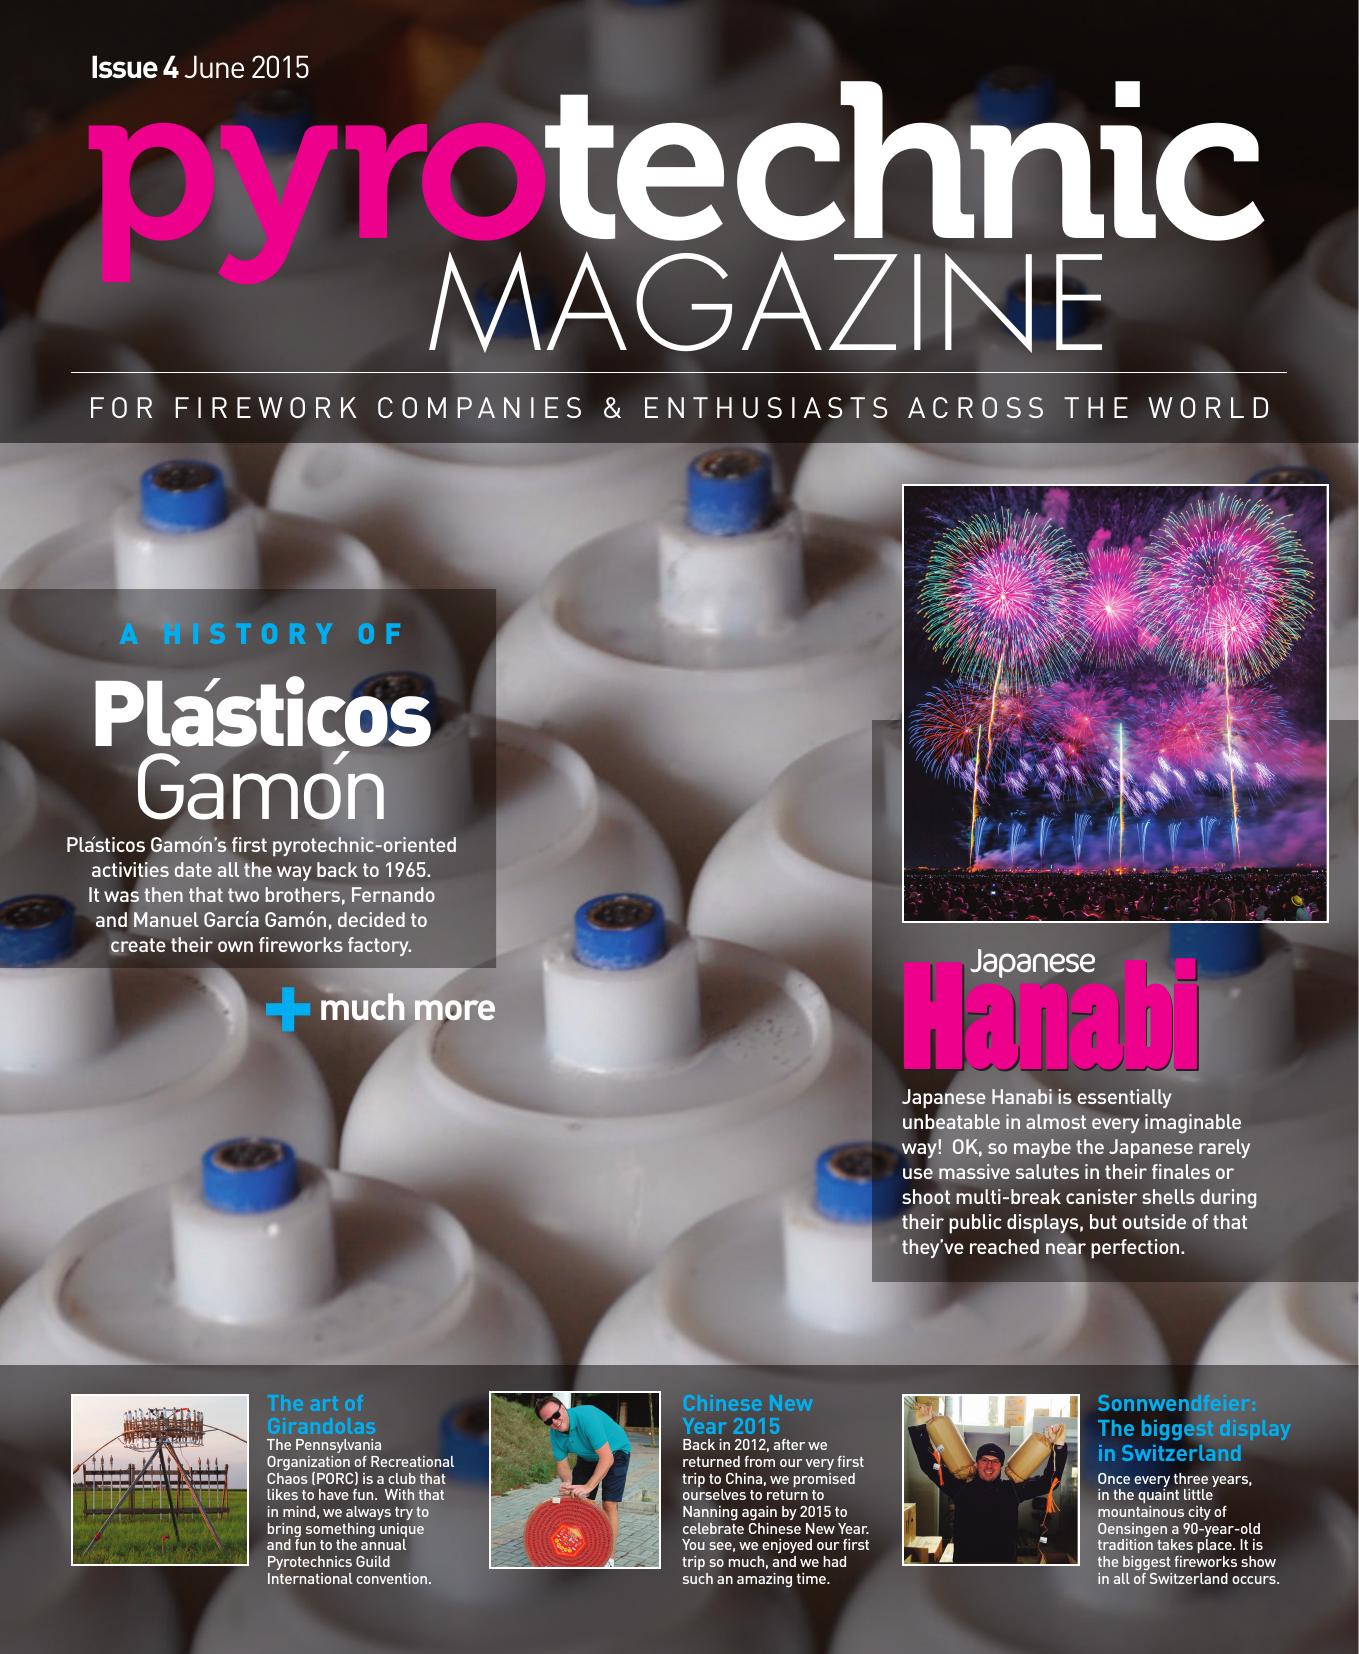 Issue 4 June 2015
pyrotechnic
MAGAZINE
FOR FIREWORK COMPANIES & ENTHUSIASTS ACROSS THE WORLD
A HISTORY OF
Plásticos
Gamón
Plásticos Gamón's first pyrotechnic-oriented
activities date all the way back to 1965.
It was then that two brothers, Fernando
and Manuel García Gamón, decided to
create their own fireworks factory.
+ much more
Japanese
Hanabi
Japanese Hanabi is essentially
unbeatable in almost every imaginable
way! OK, so maybe the Japanese rarely
use massive salutes in their finales or
shoot multi-break canister shells during
their public displays, but outside of that
they've reached near perfection.
The art of
Girandolas
The Pennsylvania
Organization of Recreational
Chaos (PORC) is a club that
likes to have fun. With that
in mind, we always try to
bring something unique
and fun to the annual
Pyrotechnics Guild
International convention.
Chinese New
Year 2015
Back in 2012, after we
returned from our very first
trip to China, we promised
ourselves to return to
Nanning again by 2015 to
celebrate Chinese New Year.
You see, we enjoyed our first
trip so much, and we had
such an amazing time.
Sonnwendfeier:
The biggest display
in Switzerland
Once every three years,
in the quaint little
mountainous city of
Oensingen a 90-year-old
tradition takes place. It is
the biggest fireworks show
in all of Switzerland occurs.